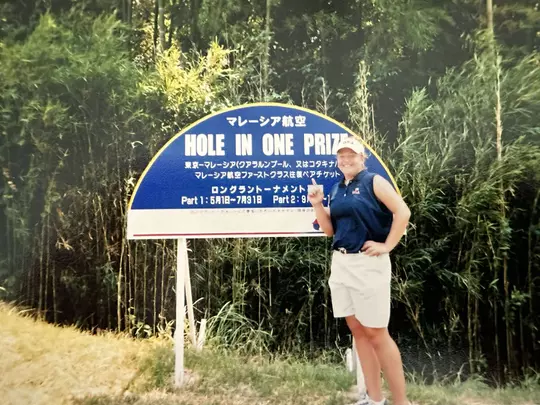 マレーシア航空
HOLE IN ONE PRIZE
東京ーマレーシア(クアラルンプール、又はコタキナ
マレーシア航空ファーストクラス往復ペアチケット
ロングラントーナメント
Part 1:5月1日~7月31日 Part 2:9